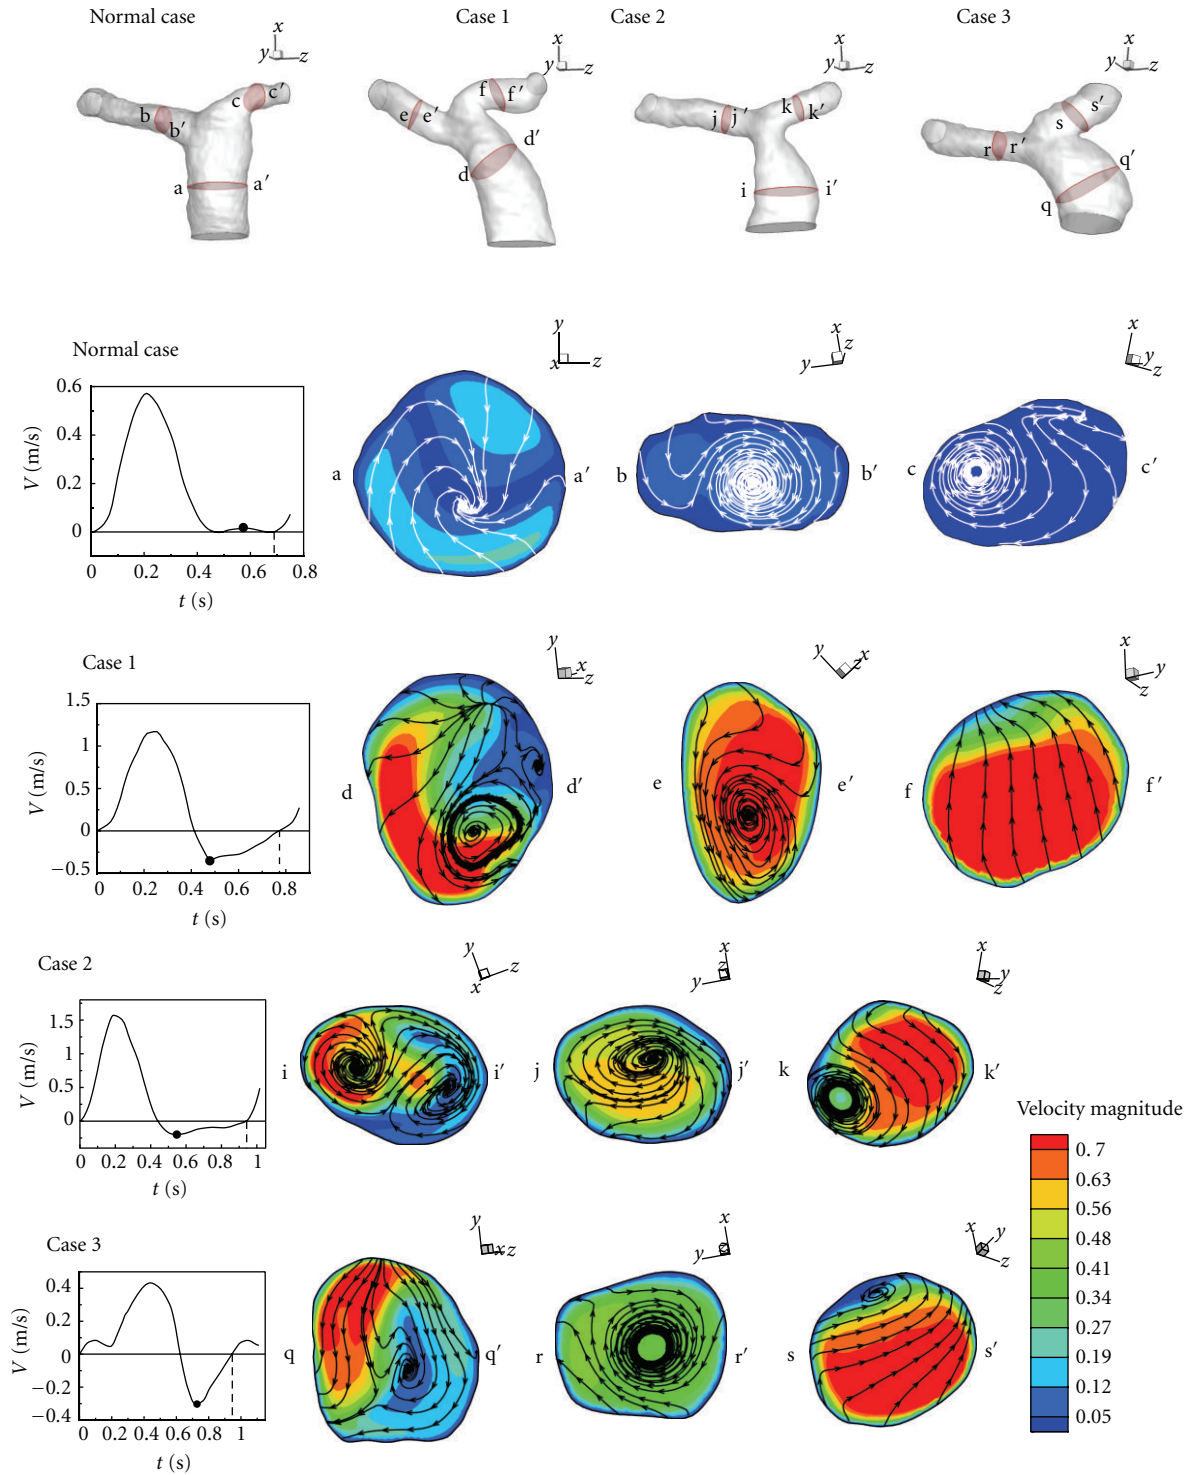 Normal case
Case 1
Case 2
Case 3
x
y
z
x
y
z
x
y
z
x
y
z
a
a′
b
b′
c
c′
d
d′
e
e′
f
f′
i
i′
j
j′
k
k′
q
q′
r
r′
s
s′
Normal case
V (m/s)
0.6
0.4
0.2
0
0 0.2 0.4 0.6 0.8
t (s)
y
x
z
a
a′
x
z
y
b
b′
x
y
z
c
c′
Case 1
V (m/s)
1.5
1
0.5
0
−0.5
0 0.2 0.4 0.6 0.8
t (s)
y
x
z
d
d′
y
x
z
e
e′
x
y
z
f
f′
Case 2
V (m/s)
1.5
1
0.5
0
0 0.2 0.4 0.6 0.8 1
t (s)
y
z
x
i
i′
x
z
y
j
j′
x
y
z
k
k′
Case 3
V (m/s)
0.4
0.2
0
−0.2
−0.4
0 0.2 0.4 0.6 0.8 1
t (s)
y
x
z
q
q′
x
z
y
r
r′
x
y
z
s
s′
Velocity magnitude
0.7
0.63
0.56
0.48
0.41
0.34
0.27
0.19
0.12
0.05